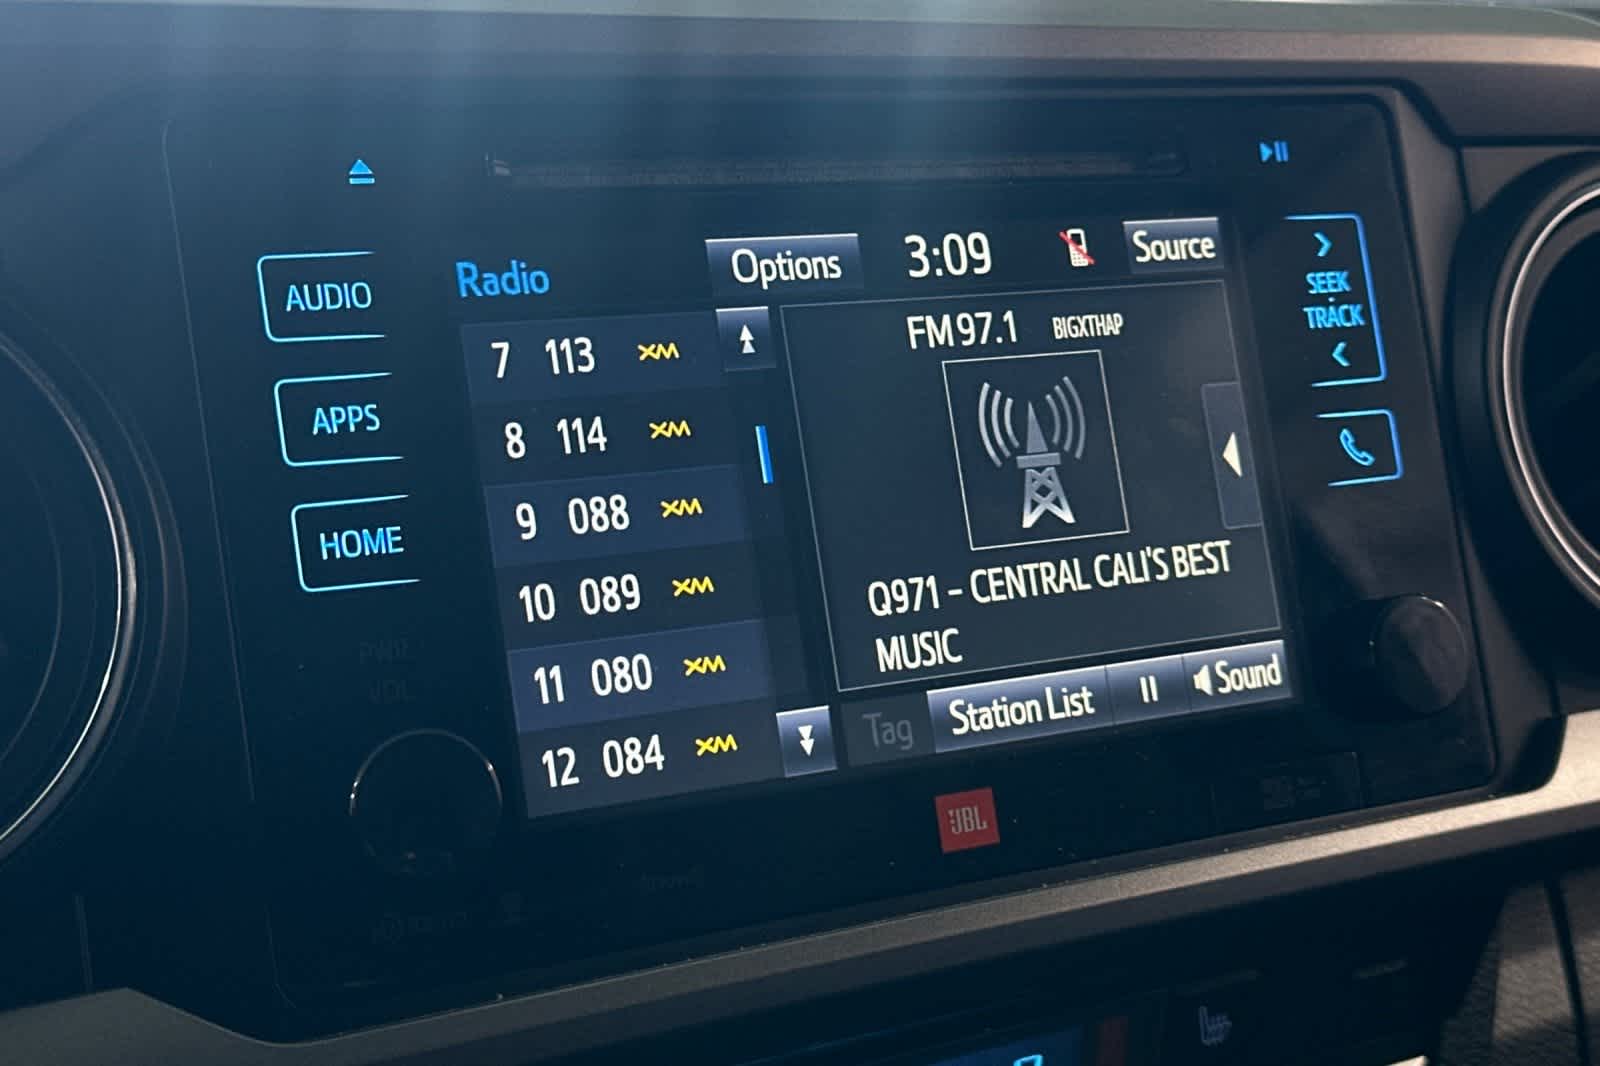 Radio
Options
3:09
Source
AUDIO
APPS
HOME
7 113 XM
8 114 XM
9 088 XM
10 089 XM
11 080 XM
12 084 XM
FM 97.1 BIGXTHAP
Q971 - CENTRAL CALI'S BEST
MUSIC
Tag
Station List
Sound
SEEK
TRACK
PWR
VOL
JBL